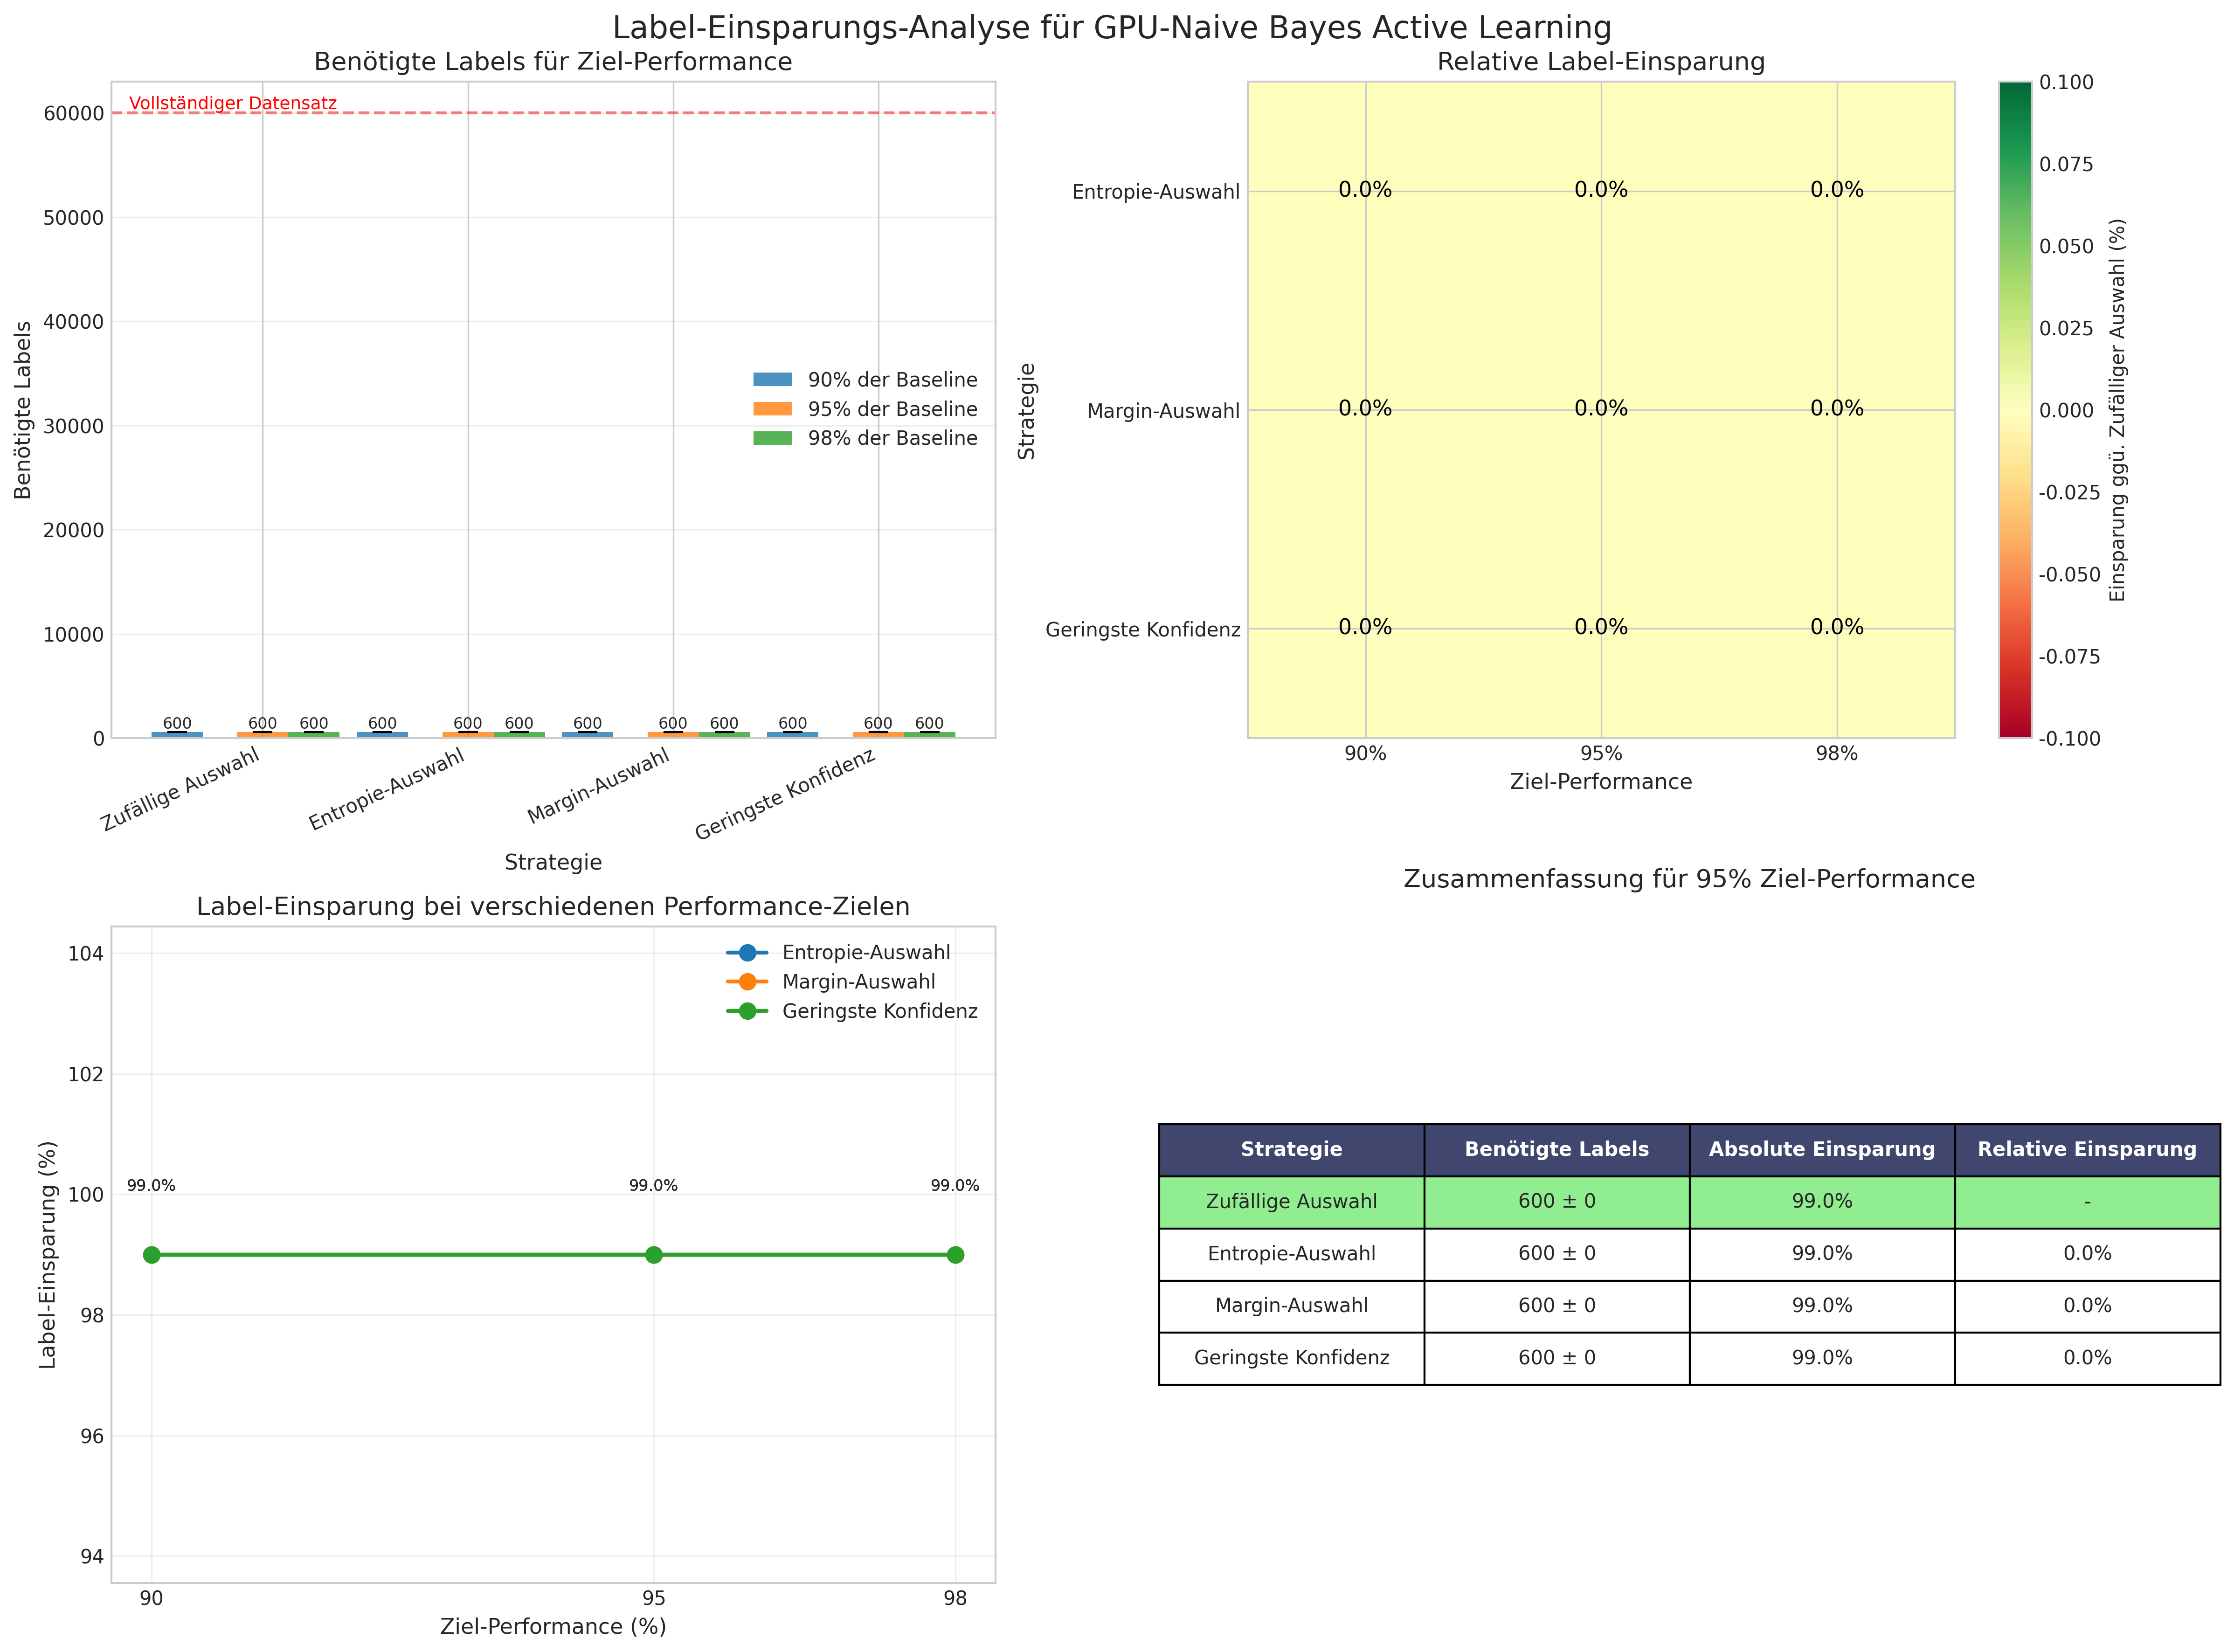 Label-Einsparungs-Analyse für GPU-Naive Bayes Active Learning
Benötigte Labels für Ziel-Performance
Vollständiger Datensatz
60000
50000
40000
30000
20000
10000
0
Benötigte Labels
90% der Baseline
95% der Baseline
98% der Baseline
600 600 600 600 600 600 600 600 600 600 600 600
Zufällige Auswahl
Entropie-Auswahl
Margin-Auswahl
Geringste Konfidenz
Strategie
Relative Label-Einsparung
Strategie
Entropie-Auswahl 0.0% 0.0% 0.0%
Margin-Auswahl 0.0% 0.0% 0.0%
Geringste Konfidenz 0.0% 0.0% 0.0%
90% 95% 98%
Ziel-Performance
0.100
0.075
0.050
0.025
0.000
-0.025
-0.050
-0.075
-0.100
Einsparung ggü. Zufälliger Auswahl (%)
Label-Einsparung bei verschiedenen Performance-Zielen
104
102
100
98
96
94
Label-Einsparung (%)
Entropie-Auswahl
Margin-Auswahl
Geringste Konfidenz
99.0% 99.0% 99.0%
90 95 98
Ziel-Performance (%)
Zusammenfassung für 95% Ziel-Performance
Strategie Benötigte Labels Absolute Einsparung Relative Einsparung
Zufällige Auswahl 600 ± 0 99.0% -
Entropie-Auswahl 600 ± 0 99.0% 0.0%
Margin-Auswahl 600 ± 0 99.0% 0.0%
Geringste Konfidenz 600 ± 0 99.0% 0.0%